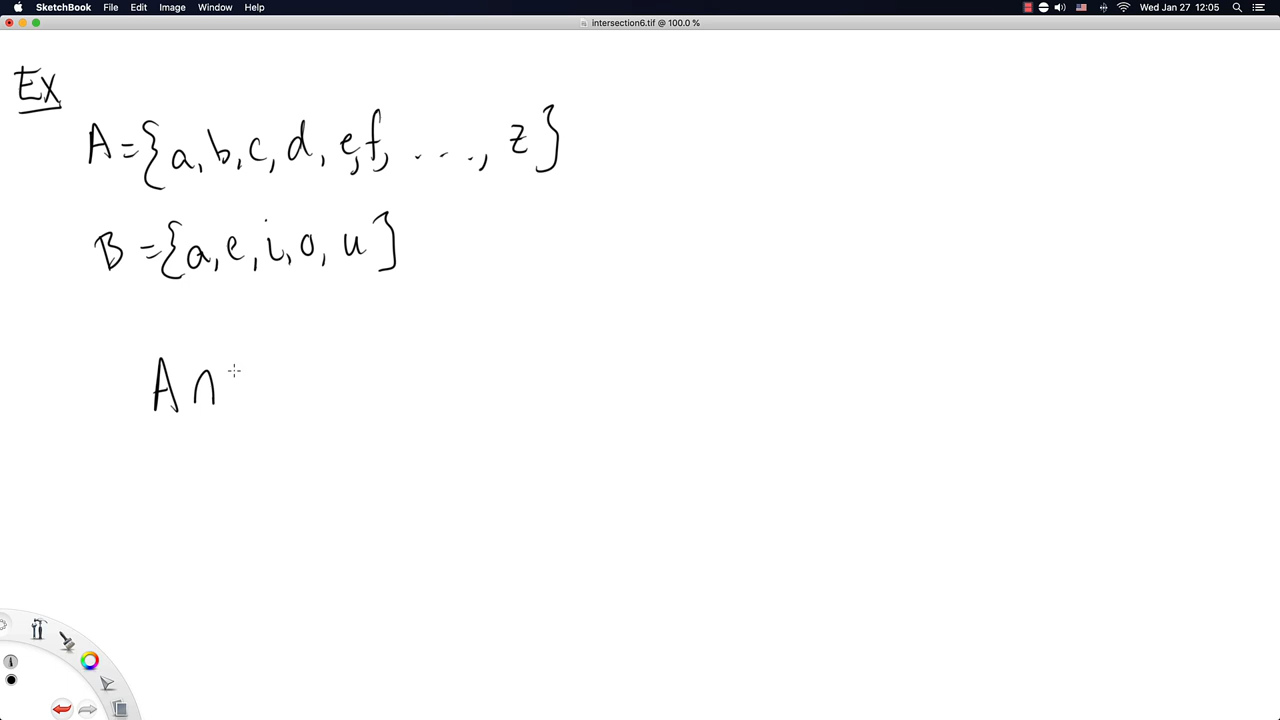 SketchBook File Edit Image Window Help Wed Jan 27 12:05
intersection6.tif @ 100.0 %
Ex
A={a,b,c,d,e,f, ....,z}
B={a,e,i,o,u}
A∩